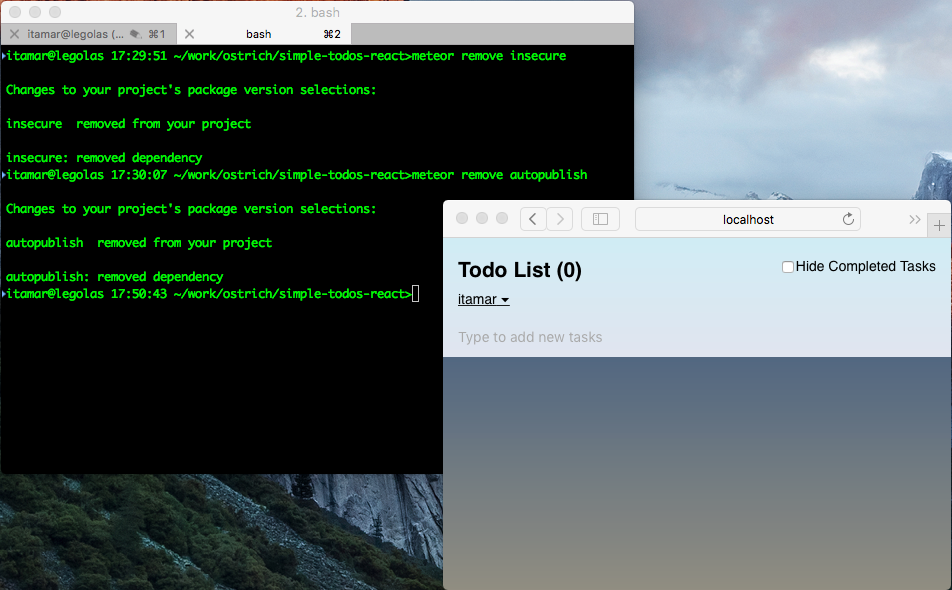 2. bash
itamar@legolas (... ⌘1
bash ⌘2
itamar@legolas 17:29:51 ~/work/ostrich/simple-todos-react>meteor remove insecure
Changes to your project's package version selections:
insecure  removed from your project
insecure: removed dependency
itamar@legolas 17:30:07 ~/work/ostrich/simple-todos-react>meteor remove autopublish
Changes to your project's package version selections:
autopublish  removed from your project
autopublish: removed dependency
itamar@legolas 17:50:43 ~/work/ostrich/simple-todos-react>
localhost
Todo List (0)
Hide Completed Tasks
itamar
Type to add new tasks